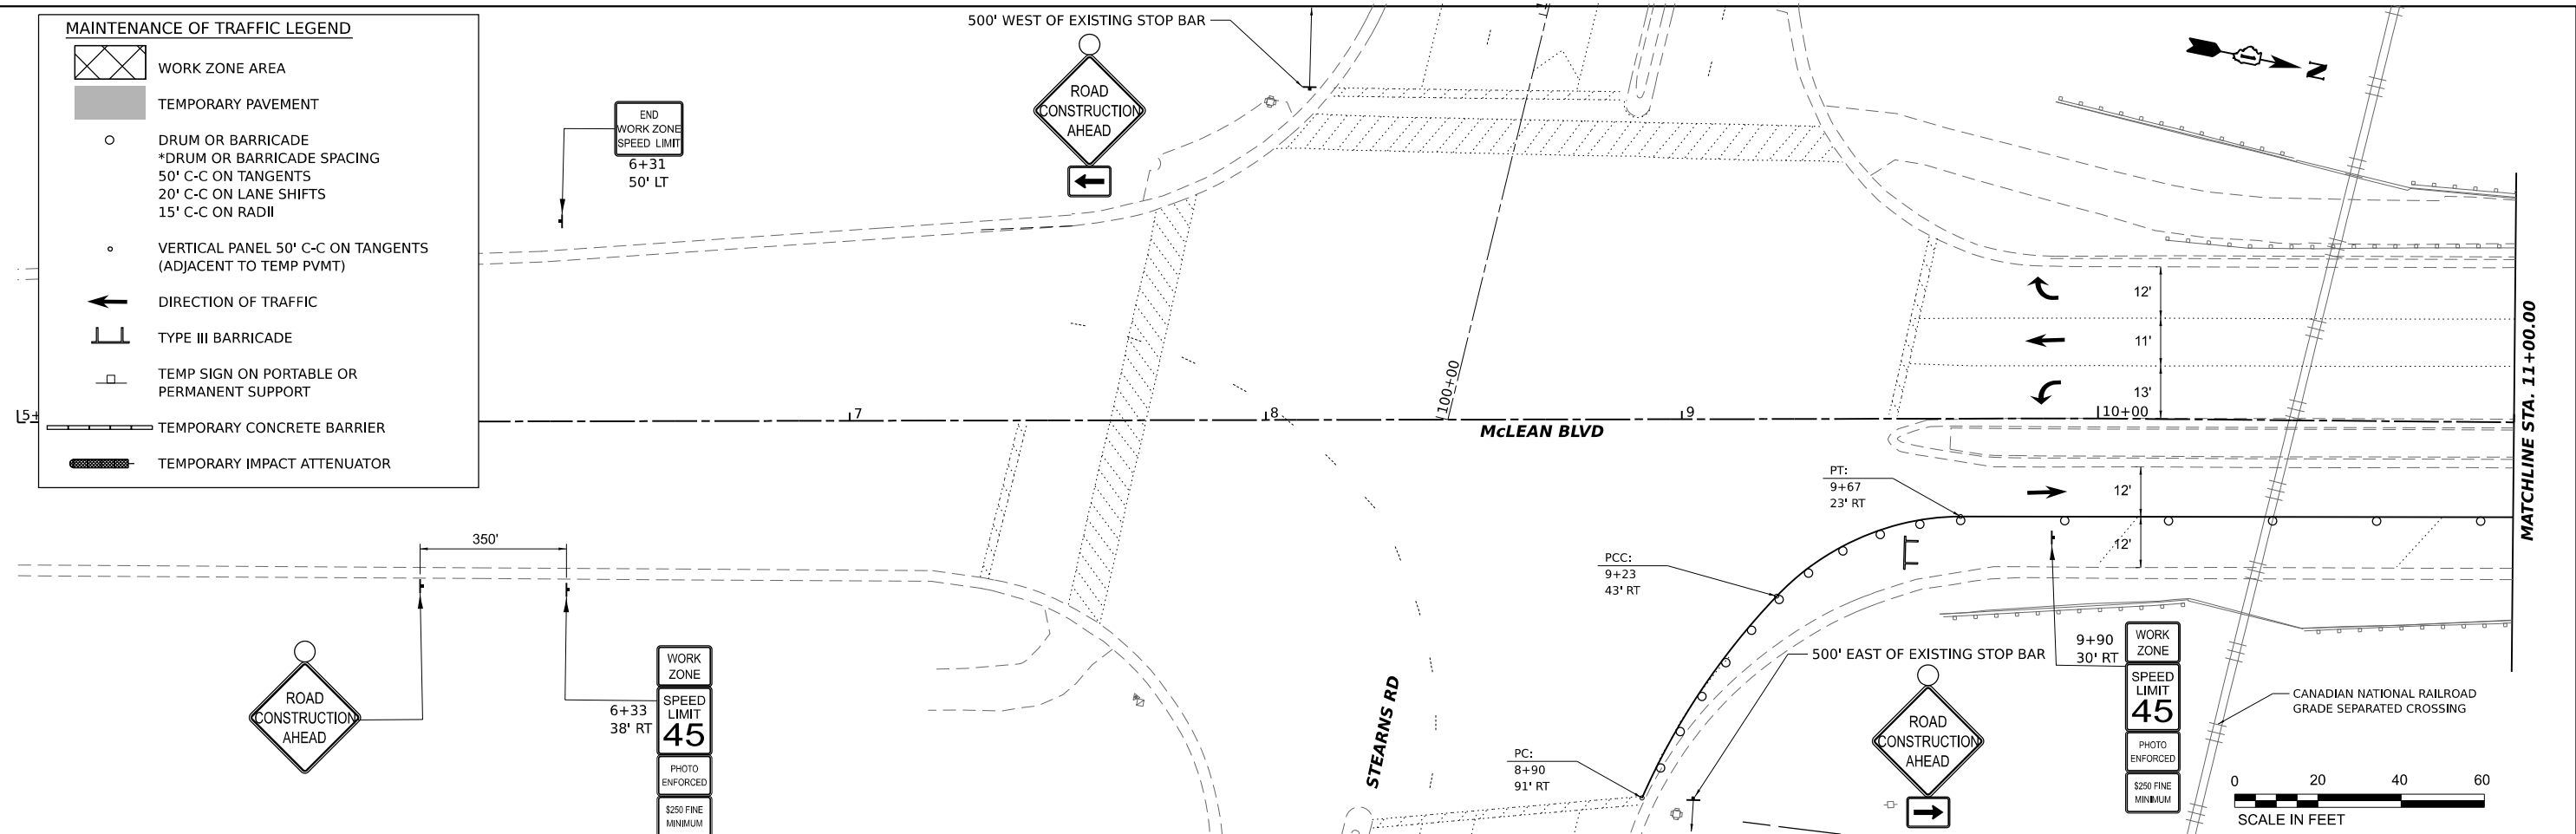 MAINTENANCE OF TRAFFIC LEGEND
WORK ZONE AREA
TEMPORARY PAVEMENT
DRUM OR BARRICADE
*DRUM OR BARRICADE SPACING
50' C-C ON TANGENTS
20' C-C ON LANE SHIFTS
15' C-C ON RADII
VERTICAL PANEL 50' C-C ON TANGENTS
(ADJACENT TO TEMP PVMT)
DIRECTION OF TRAFFIC
TYPE III BARRICADE
TEMP SIGN ON PORTABLE OR
PERMANENT SUPPORT
TEMPORARY CONCRETE BARRIER
TEMPORARY IMPACT ATTENUATOR
END
WORK ZONE
SPEED LIMIT
6+31
50' LT
500' WEST OF EXISTING STOP BAR
ROAD
CONSTRUCTION
AHEAD
N
12'
11'
13'
5+
7
8
100+00
9
10+00
McLEAN BLVD
MATCHLINE STA. 11+00.00
PT:
9+67
23' RT
12'
12'
350'
PCC:
9+23
43' RT
500' EAST OF EXISTING STOP BAR
ROAD
CONSTRUCTION
AHEAD
6+33
38' RT
WORK
ZONE
SPEED
LIMIT
45
PHOTO
ENFORCED
$250 FINE
MINIMUM
STEARNS RD
PC:
8+90
91' RT
ROAD
CONSTRUCTION
AHEAD
9+90
30' RT
WORK
ZONE
SPEED
LIMIT
45
PHOTO
ENFORCED
$250 FINE
MINIMUM
CANADIAN NATIONAL RAILROAD
GRADE SEPARATED CROSSING
0 20 40 60
SCALE IN FEET